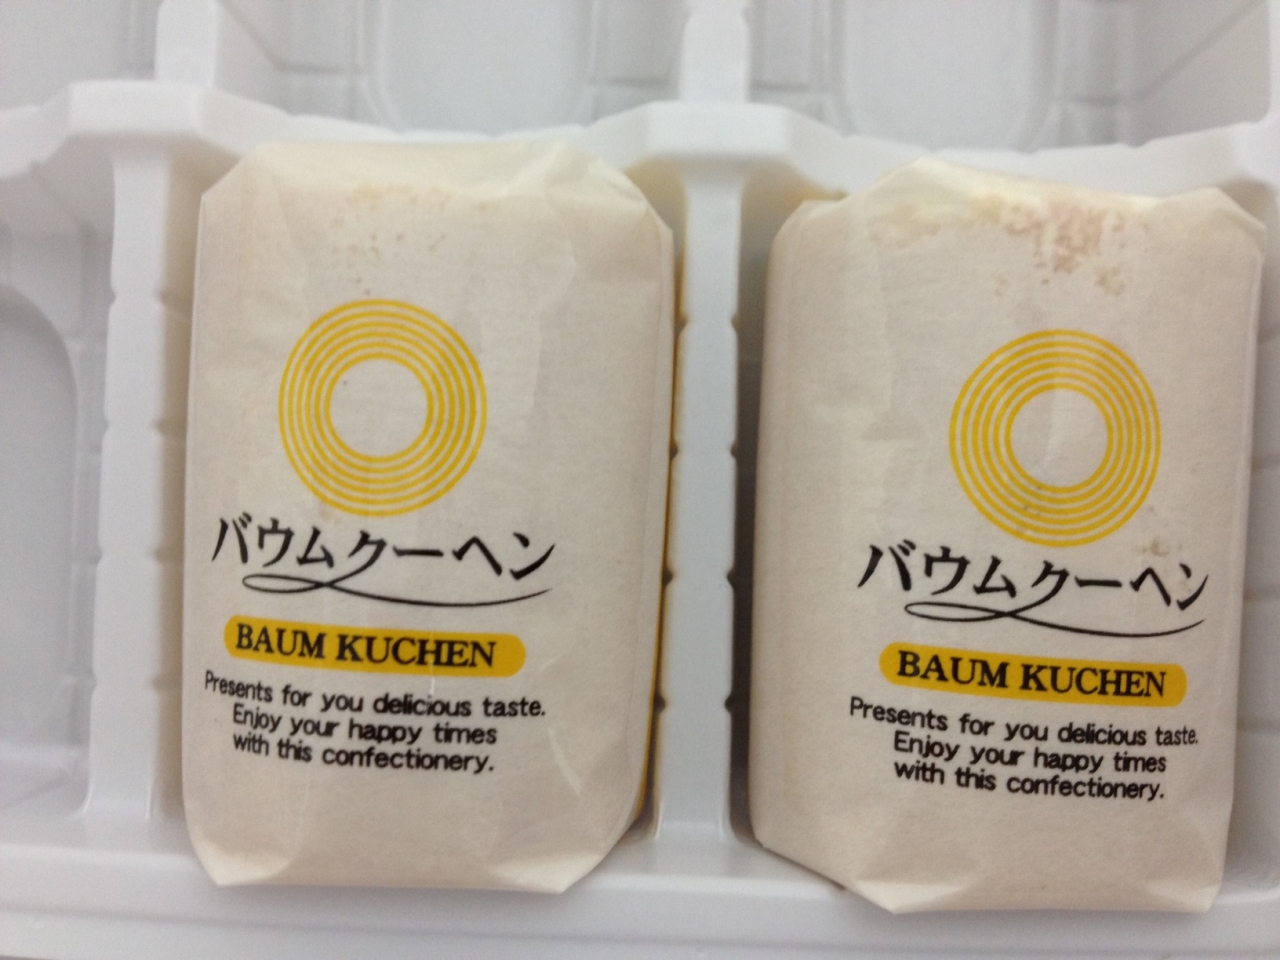 バウムクーヘン
BAUM KUCHEN
Presents for you delicious taste.
Enjoy your happy times
with this confectionery.
バウムクーヘン
BAUM KUCHEN
Presents for you delicious taste.
Enjoy your happy times
with this confectionery.